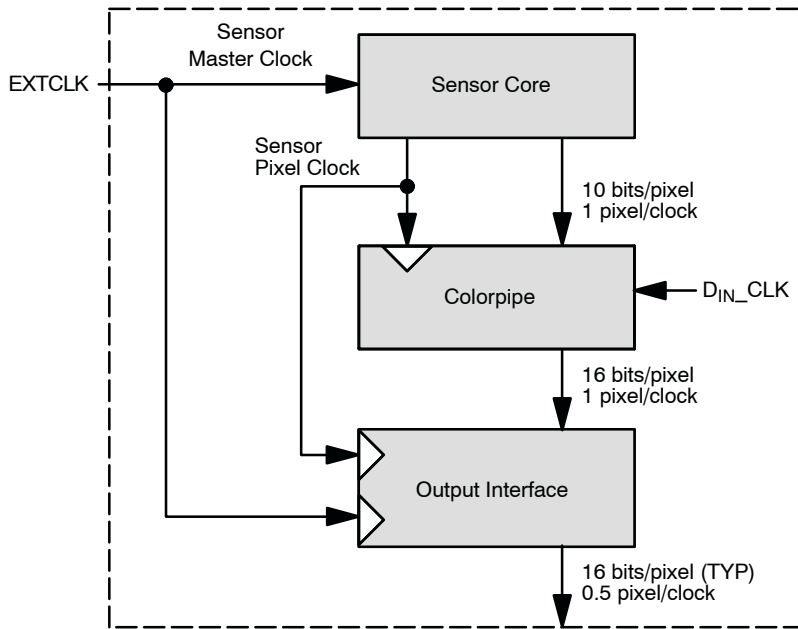 Sensor
Master Clock
EXTCLK
Sensor Core
Sensor
Pixel Clock
10 bits/pixel
1 pixel/clock
Colorpipe
DIN_CLK
16 bits/pixel
1 pixel/clock
Output Interface
16 bits/pixel (TYP)
0.5 pixel/clock